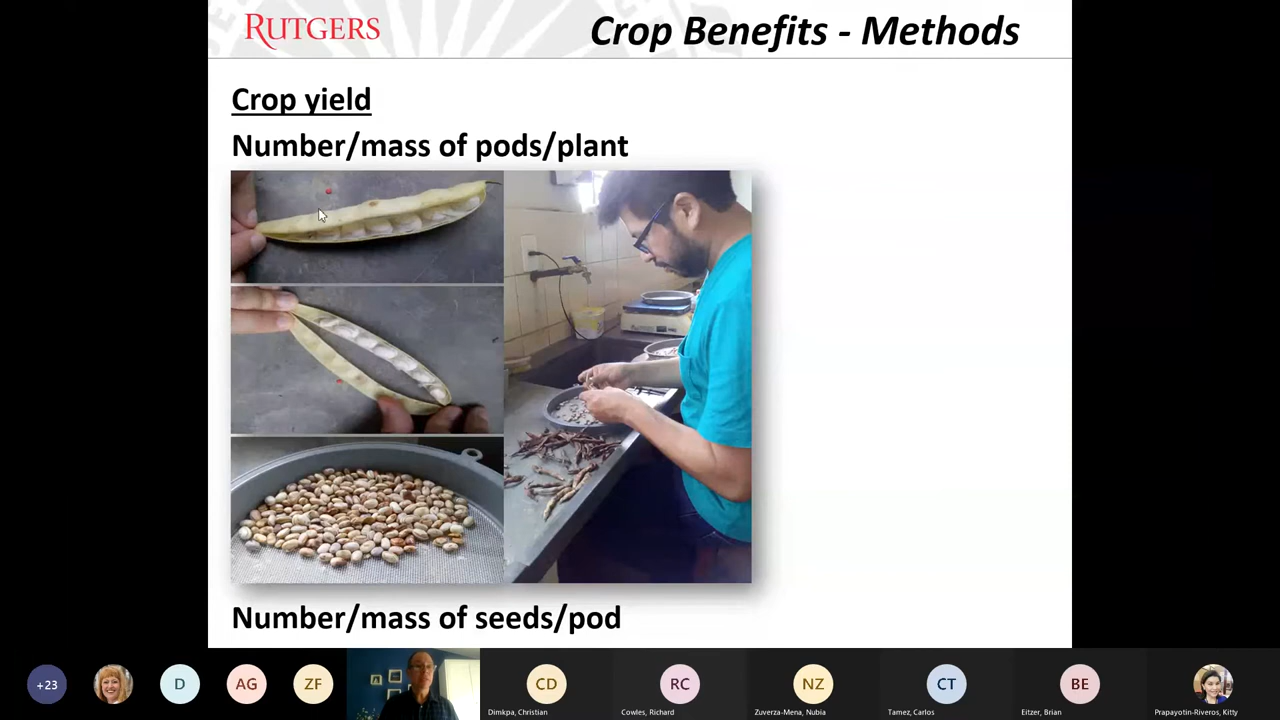 RUTGERS
Crop Benefits - Methods
Crop yield
Number/mass of pods/plant
Number/mass of seeds/pod
+23
D
AG
ZF
CD
RC
NZ
CT
BE
Dimkpa, Christian
Cowles, Richard
Zuverza-Mena, Nubia
Tamez, Carlos
Eitzer, Brian
Prapayotin-Riveros, Kitty